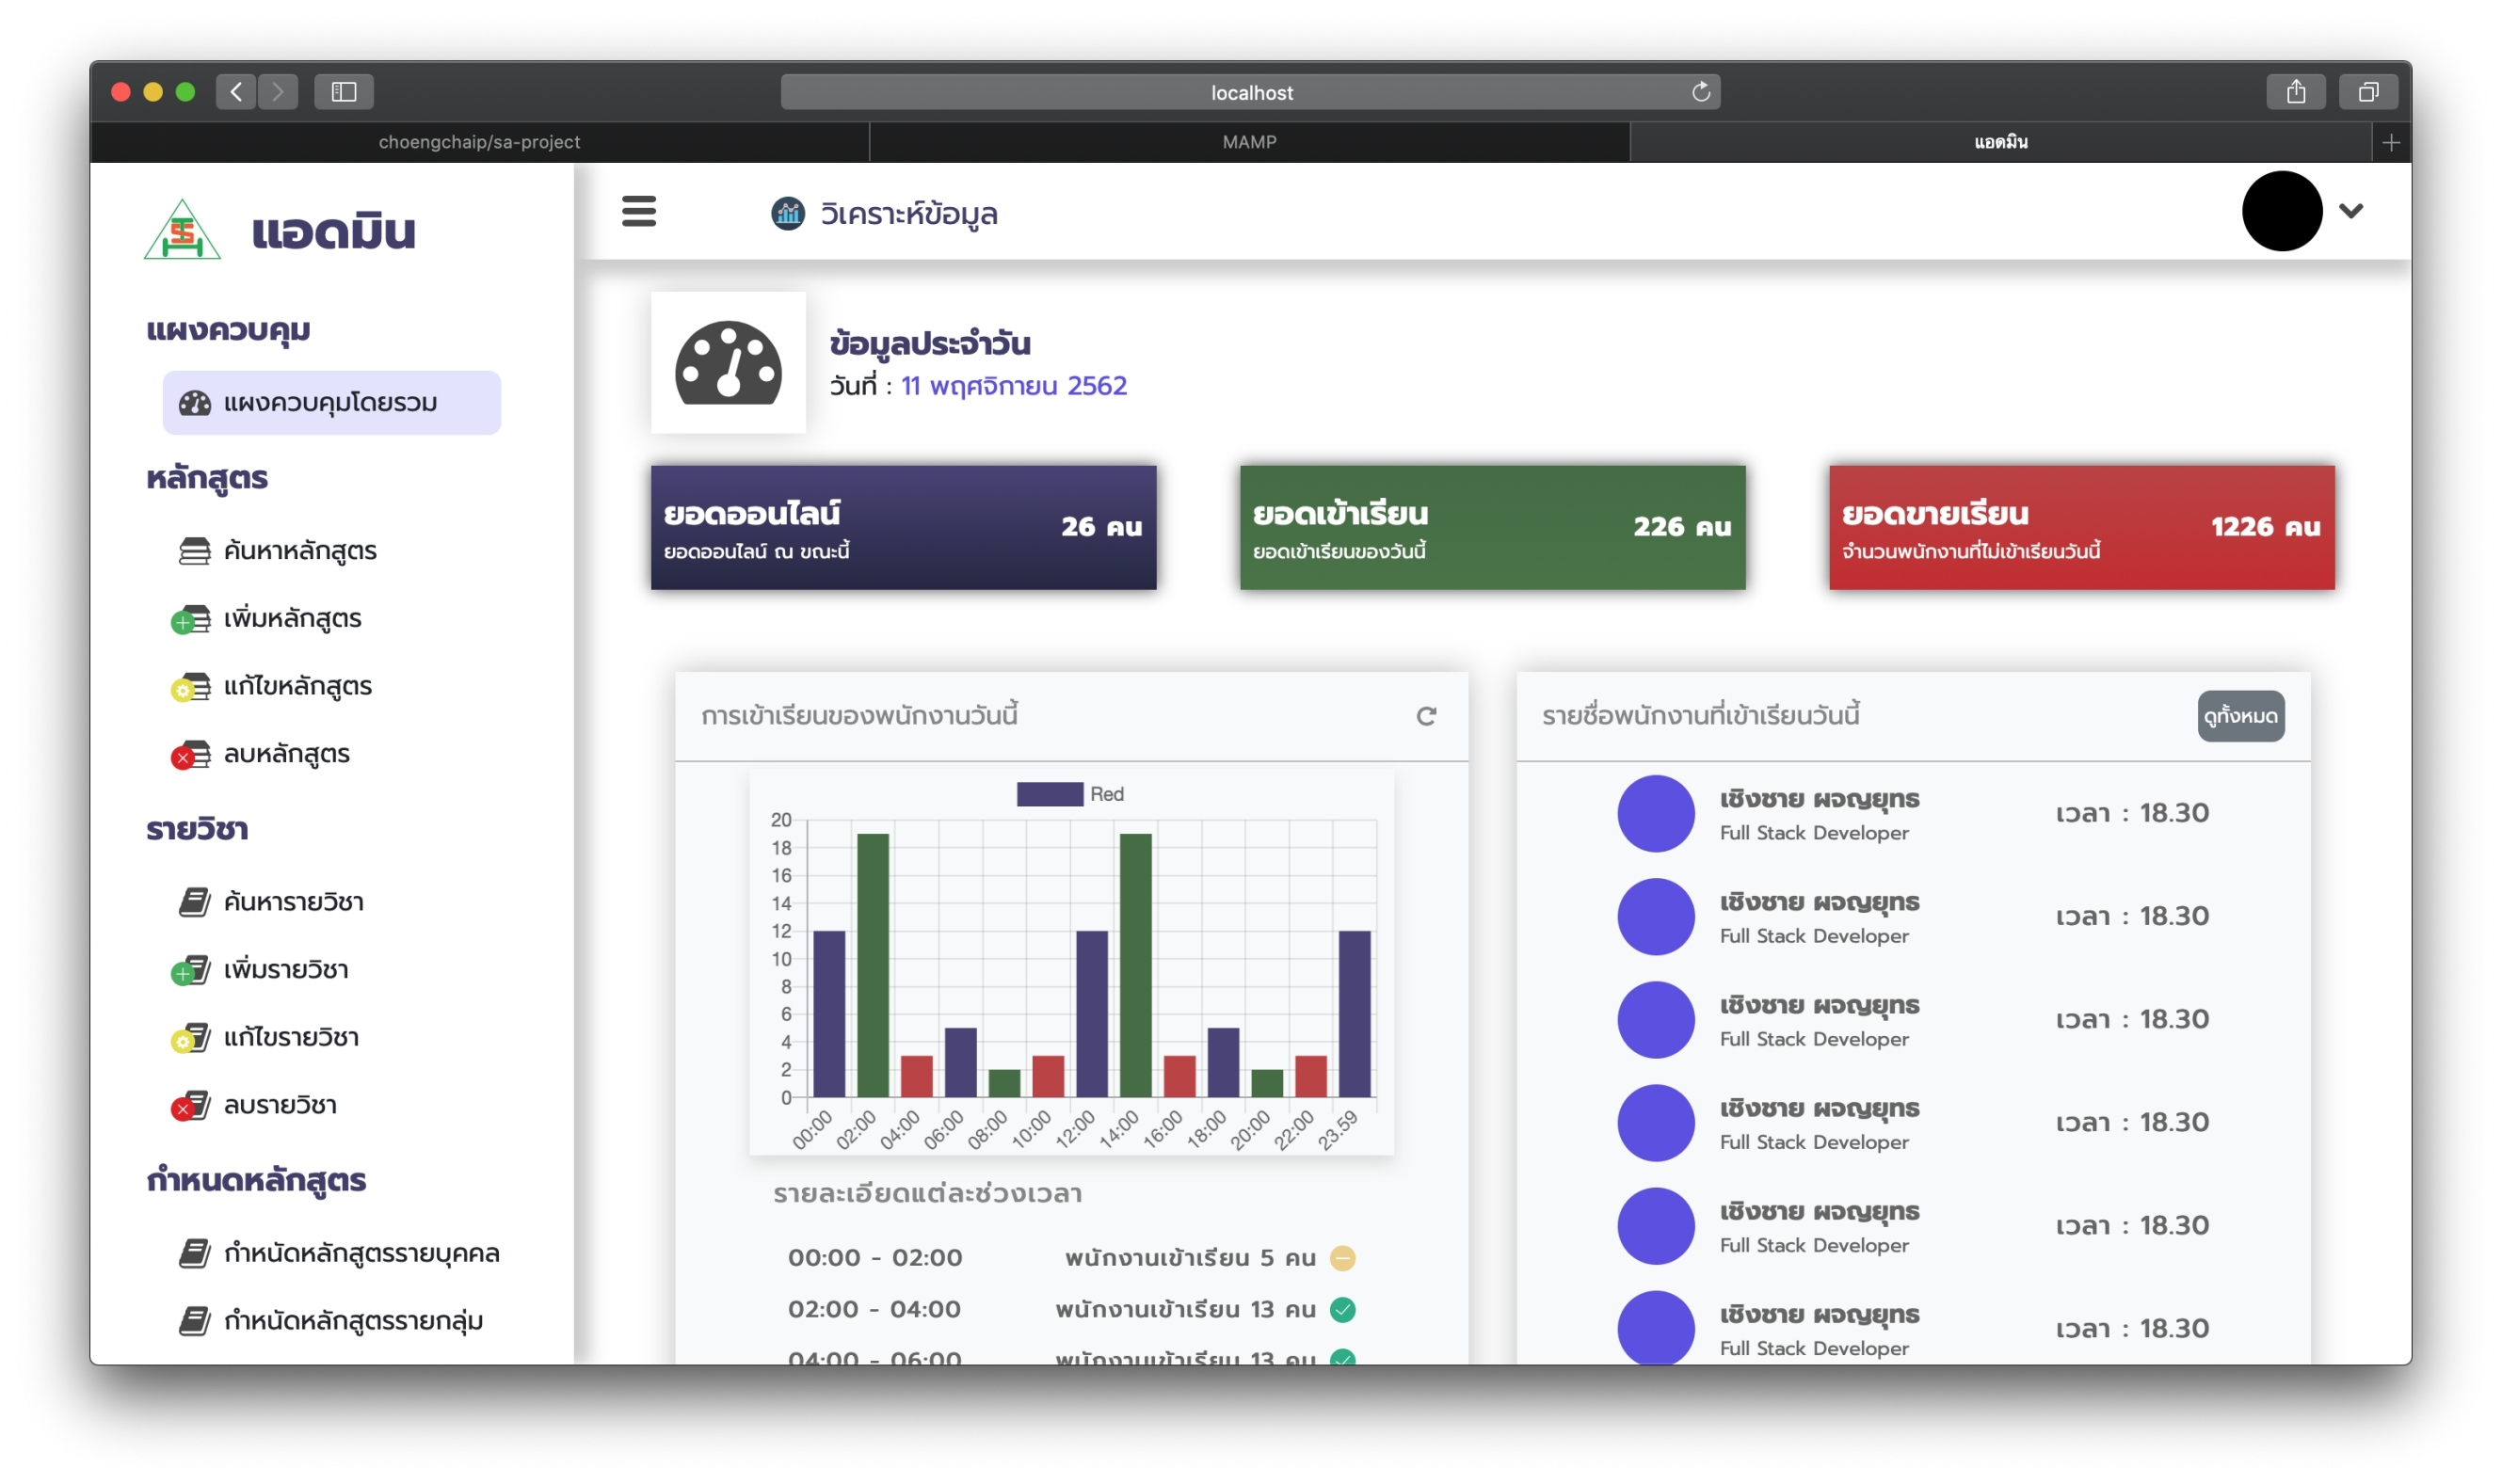 localhost
choengchaip/sa-project
MAMP
แอดมิน
แอดมิน
แผงควบคุม
แผงควบคุมโดยรวม
หลักสูตร
ค้นหาหลักสูตร
เพิ่มหลักสูตร
แก้ไขหลักสูตร
ลบหลักสูตร
รายวิชา
ค้นหารายวิชา
เพิ่มรายวิชา
แก้ไขรายวิชา
ลบรายวิชา
กำหนดหลักสูตร
กำหนัดหลักสูตรรายบุคคล
กำหนัดหลักสูตรรายกลุ่ม
วิเคราะห์ข้อมูล
ข้อมูลประจำวัน
วันที่ : 11 พฤศจิกายน 2562
ยอดออนไลน์
ยอดออนไลน์ ณ ขณะนี้
26 คน
ยอดเข้าเรียน
ยอดเข้าเรียนของวันนี้
226 คน
ยอดขายเรียน
จำนวนพนักงานที่ไม่เข้าเรียนวันนี้
1226 คน
การเข้าเรียนของพนักงานวันนี้
Red
20
18
16
14
12
10
8
6
4
2
0
00:00 02:00 04:00 06:00 08:00 10:00 12:00 14:00 16:00 18:00 20:00 22:00 23.59
รายละเอียดแต่ละช่วงเวลา
00:00 - 02:00 พนักงานเข้าเรียน 5 คน
02:00 - 04:00 พนักงานเข้าเรียน 13 คน
04:00 - 06:00 พนักงานเข้าเรียน 13 คน
รายชื่อพนักงานที่เข้าเรียนวันนี้
ดูทั้งหมด
เชิงชาย ผจญยุทธ
Full Stack Developer
เวลา : 18.30
เชิงชาย ผจญยุทธ
Full Stack Developer
เวลา : 18.30
เชิงชาย ผจญยุทธ
Full Stack Developer
เวลา : 18.30
เชิงชาย ผจญยุทธ
Full Stack Developer
เวลา : 18.30
เชิงชาย ผจญยุทธ
Full Stack Developer
เวลา : 18.30
เชิงชาย ผจญยุทธ
Full Stack Developer
เวลา : 18.30